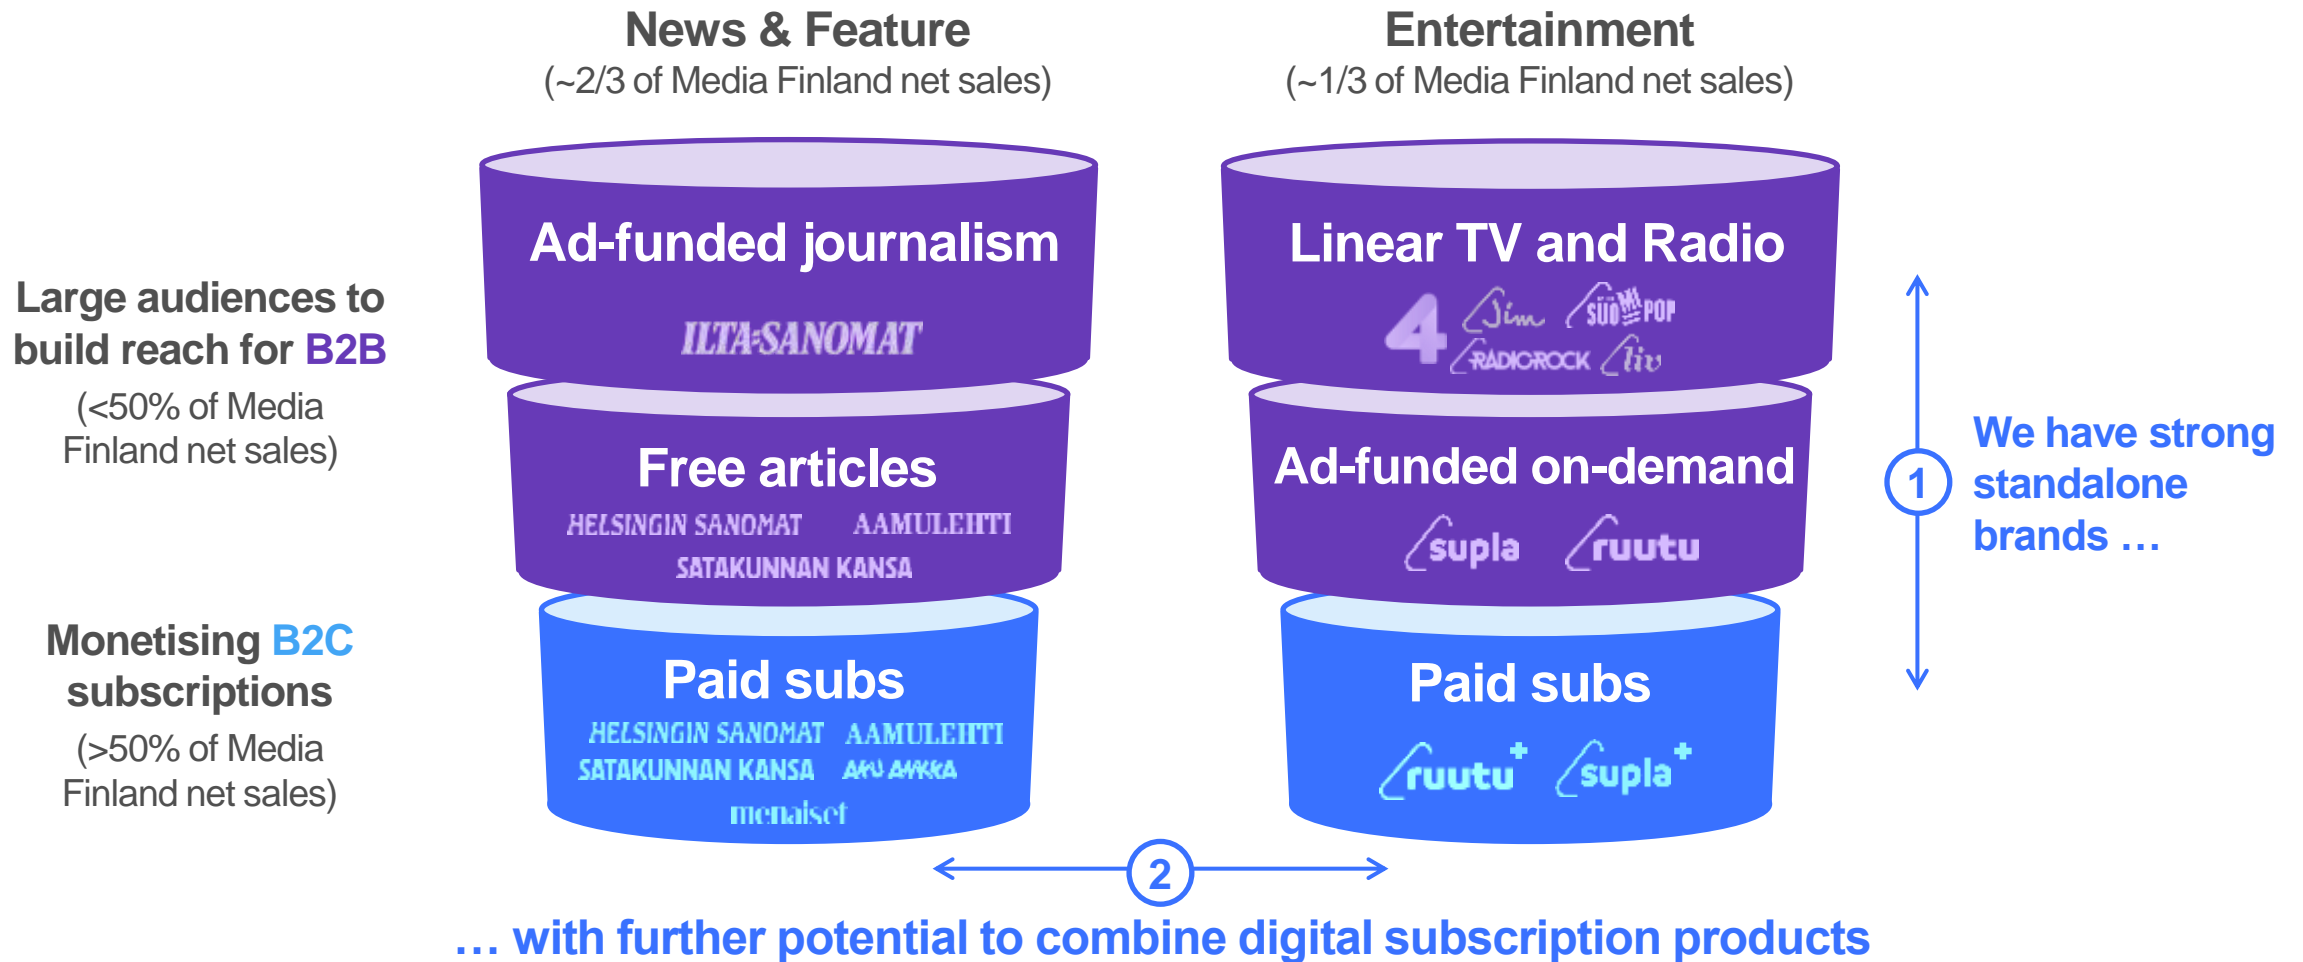 News & Feature
(~2/3 of Media Finland net sales)
Entertainment
(~1/3 of Media Finland net sales)
Large audiences to
build reach for B2B
(<50% of Media
Finland net sales)
Monetising B2C
subscriptions
(>50% of Media
Finland net sales)
Ad-funded journalism
ILTA-SANOMAT
Free articles
HELSINGIN SANOMAT AAMULEHTI
SATAKUNNAN KANSA
Paid subs
HELSINGIN SANOMAT AAMULEHTI
SATAKUNNAN KANSA AKU ANKKA
menaiset
Linear TV and Radio
4 Jim SUOMI POP
RADIO ROCK liv
Ad-funded on-demand
supla ruutu
Paid subs
ruutu+ supla+
1
We have strong
standalone
brands …
2
… with further potential to combine digital subscription products